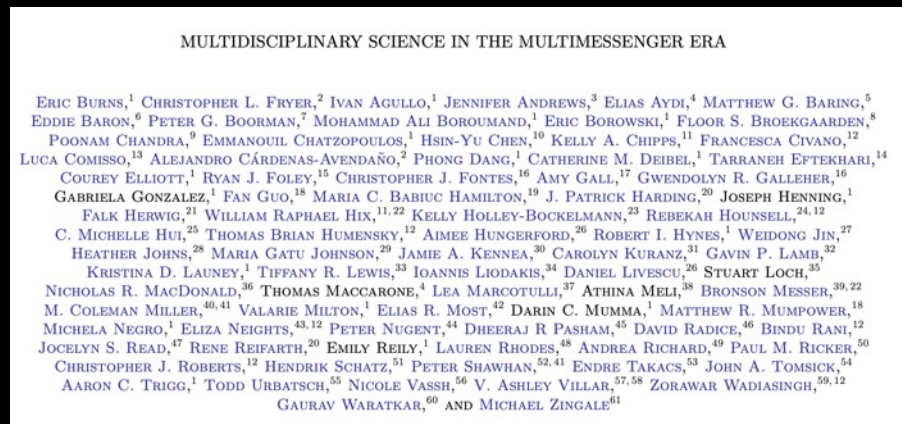 MULTIDISCIPLINARY SCIENCE IN THE MULTIMESSENGER ERA
Eric Burns,¹ Christopher L. Fryer,² Ivan Agullo,¹ Jennifer Andrews,³ Elias Aydi,⁴ Matthew G. Baring,⁵
Eddie Baron,⁶ Peter G. Boorman,⁷ Mohammad Ali Boroumand,¹ Eric Borowski,¹ Floor S. Broekgaarden,⁸
Poonam Chandra,⁹ Emmanouil Chatzopoulos,¹ Hsin-Yu Chen,¹⁰ Kelly A. Chipps,¹¹ Francesca Civano,¹²
Luca Comisso,¹³ Alejandro Cárdenas-Avendaño,² Phong Dang,¹ Catherine M. Deibel,¹ Tarraneh Eftekhari,¹⁴
Courey Elliott,¹ Ryan J. Foley,¹⁵ Christopher J. Fontes,¹⁶ Amy Gall,¹⁷ Gwendolyn R. Galleher,¹⁶
Gabriela Gonzalez,¹ Fan Guo,¹⁸ Maria C. Babiuc Hamilton,¹⁹ J. Patrick Harding,²⁰ Joseph Henning,¹
Falk Herwig,²¹ William Raphael Hix,¹¹,²² Kelly Holley-Bockelmann,²³ Rebekah Hounsell,²⁴,¹²
C. Michelle Hui,²⁵ Thomas Brian Humensky,¹² Aimee Hungerford,²⁶ Robert I. Hynes,¹ Weidong Jin,²⁷
Heather Johns,²⁸ Maria Gatu Johnson,²⁹ Jamie A. Kennea,³⁰ Carolyn Kuranz,³¹ Gavin P. Lamb,³²
Kristina D. Launey,¹ Tiffany R. Lewis,³³ Ioannis Liodakis,³⁴ Daniel Livescu,²⁶ Stuart Loch,³⁵
Nicholas R. MacDonald,³⁶ Thomas Maccarone,⁴ Lea Marcotulli,³⁷ Athina Meli,³⁸ Bronson Messer,³⁹,²²
M. Coleman Miller,⁴⁰,⁴¹ Valarie Milton,¹ Elias R. Most,⁴² Darin C. Mumma,¹ Matthew R. Mumpower,¹⁸
Michela Negro,¹ Eliza Neights,⁴³,¹² Peter Nugent,⁴⁴ Dheeraj R Pasham,⁴⁵ David Radice,⁴⁶ Bindu Rani,¹²
Jocelyn S. Read,⁴⁷ Rene Reifarth,²⁰ Emily Reily,¹ Lauren Rhodes,⁴⁸ Andrea Richard,⁴⁹ Paul M. Ricker,⁵⁰
Christopher J. Roberts,¹² Hendrik Schatz,⁵¹ Peter Shawhan,⁵²,⁴¹ Endre Takacs,⁵³ John A. Tomsick,⁵⁴
Aaron C. Trigg,¹ Todd Urbatsch,⁵⁵ Nicole Vassh,⁵⁶ V. Ashley Villar,⁵⁷,⁵⁸ Zorawar Wadiasingh,⁵⁹,¹²
Gaurav Waratkar,⁶⁰ and Michael Zingale⁶¹